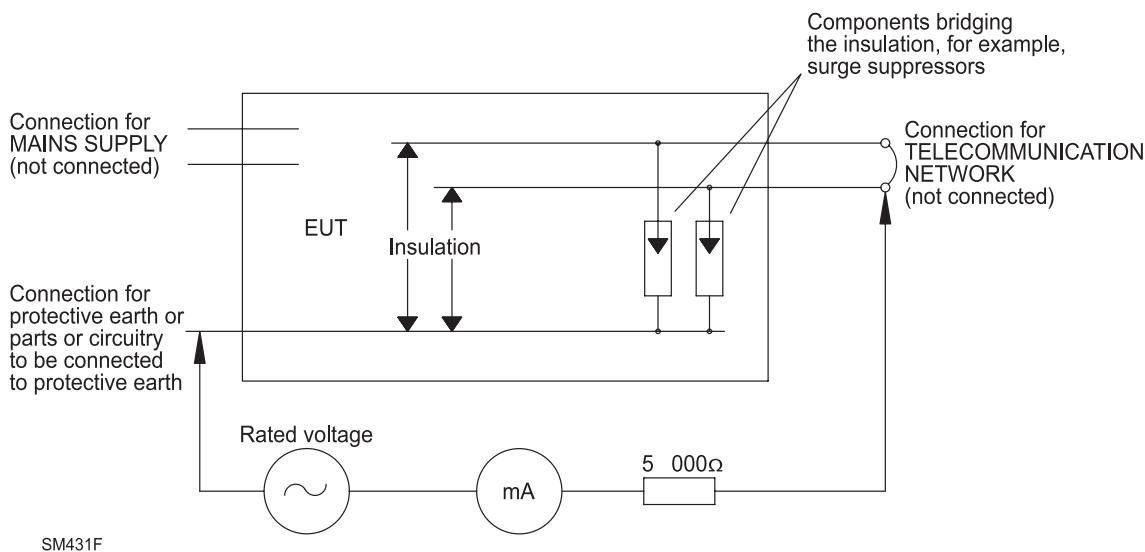 Components bridging
the insulation, for example,
surge suppressors
Connection for
MAINS SUPPLY
(not connected)
Connection for
TELECOMMUNICATION
NETWORK
(not connected)
EUT
Insulation
Connection for
protective earth or
parts or circuitry
to be connected
to protective earth
Rated voltage
mA
5 000Ω
SM431F